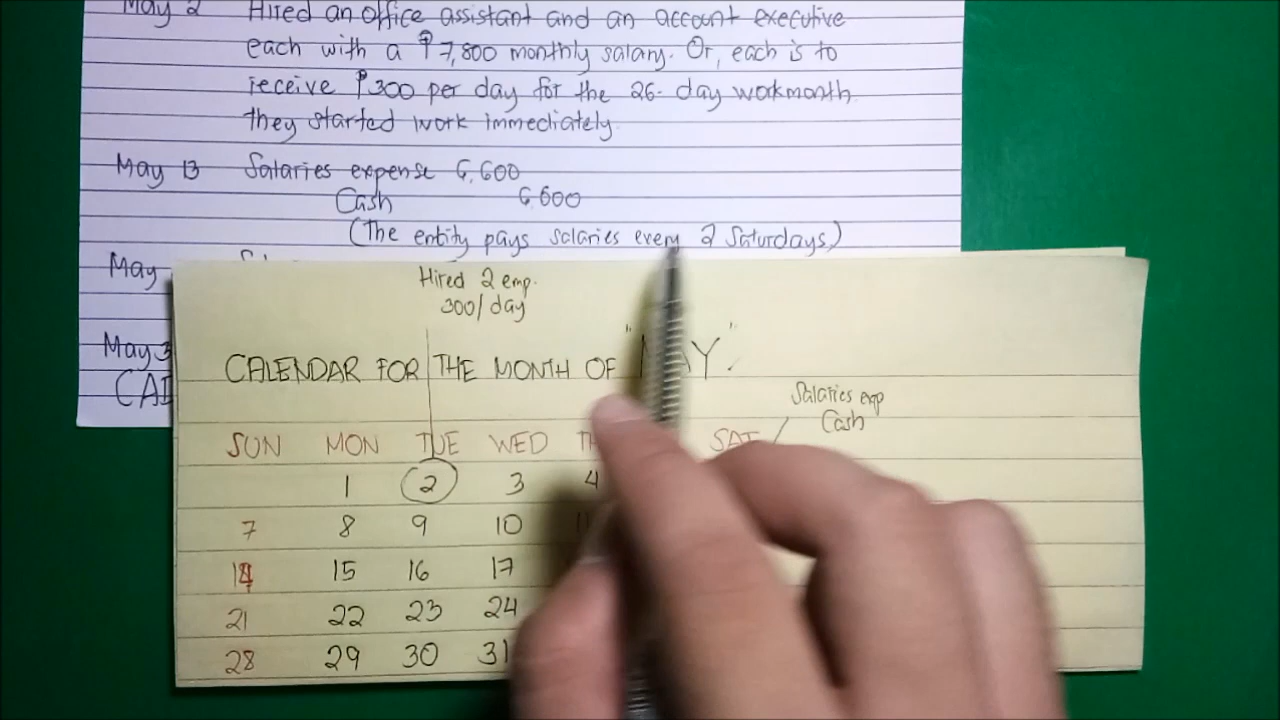 May 2 Hired an office assistant and an account executive
each with a ₱7,800 monthly salary. Or, each is to
receive ₱300 per day for the 26-day workmonth
they started work immediately.
May 13 Salaries expense 6,600
Cash 6,600
(The entity pays salaries every 2 Saturdays)
May
May 3
Hired 2 emp.
300/day
CALENDAR FOR THE MONTH OF "MAY"
Salaries exp
Cash
SUN MON TUE WED SAT
1 2 3 4
7 8 9 10
14 15 16 17
21 22 23 24
28 29 30 31